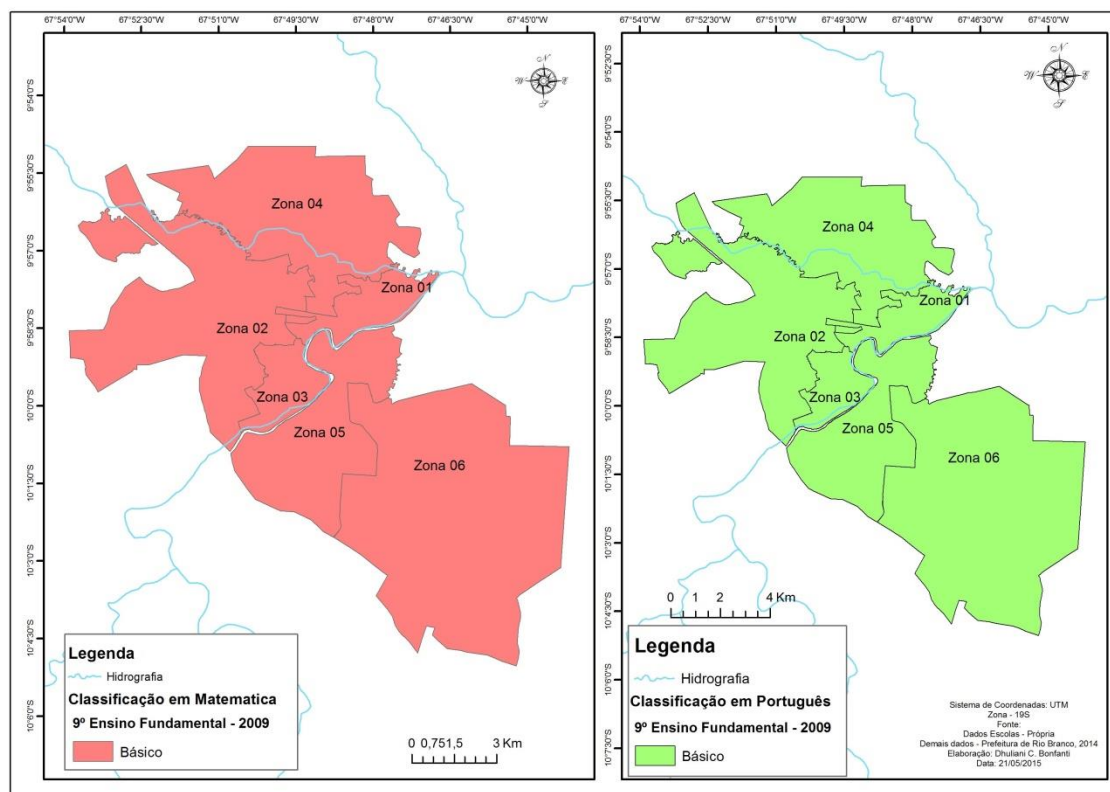 67°54'0"W 67°52'30"W 67°51'0"W 67°49'30"W 67°48'0"W 67°46'30"W 67°45'0"W
9°54'0"S
9°55'30"S
9°57'0"S
9°58'30"S
10°0'0"S
10°1'30"S
10°3'0"S
10°4'30"S
10°6'0"S
N
W E
S
Zona 04
Zona 01
Zona 02
Zona 03
Zona 05
Zona 06
Legenda
Hidrografia
Classificação em Matematica
9º Ensino Fundamental - 2009
Básico
0 0,751,5 3 Km
67°54'0"W 67°52'30"W 67°51'0"W 67°49'30"W 67°48'0"W 67°46'30"W 67°45'0"W
9°52'30"S
9°54'0"S
9°55'30"S
9°57'0"S
9°58'30"S
10°0'0"S
10°1'30"S
10°3'0"S
10°4'30"S
10°6'0"S
10°7'30"S
N
W E
S
Zona 04
Zona 01
Zona 02
Zona 03
Zona 05
Zona 06
0 1 2 4 Km
Legenda
Hidrografia
Classificação em Português
9º Ensino Fundamental - 2009
Básico
Sistema de Coordenadas: UTM
Zona - 19S
Fonte:
Dados Escolas - Própria
Demais dados - Prefeitura de Rio Branco, 2014
Elaboração: Dhuliani C. Bonfanti
Data: 21/05/2015